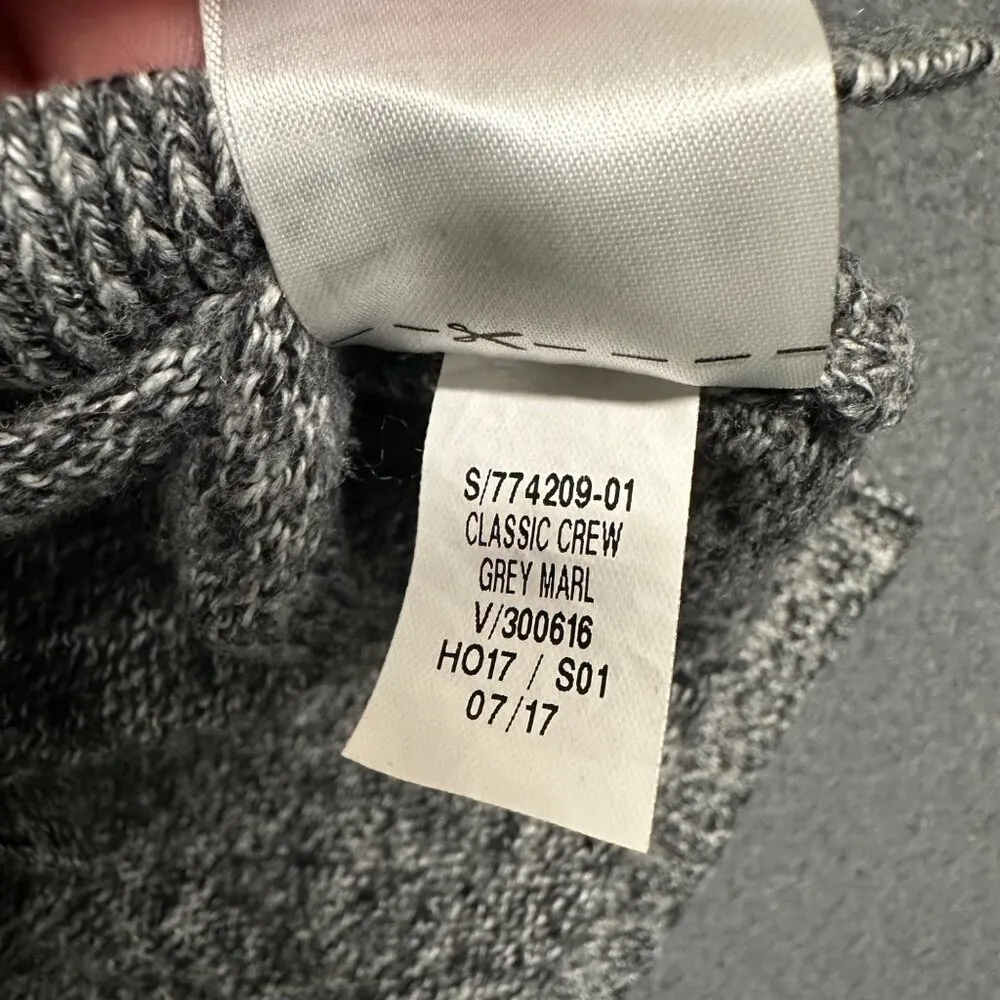 S/774209-01
CLASSIC CREW
GREY MARL
V/300616
HO17 / S01
07/17